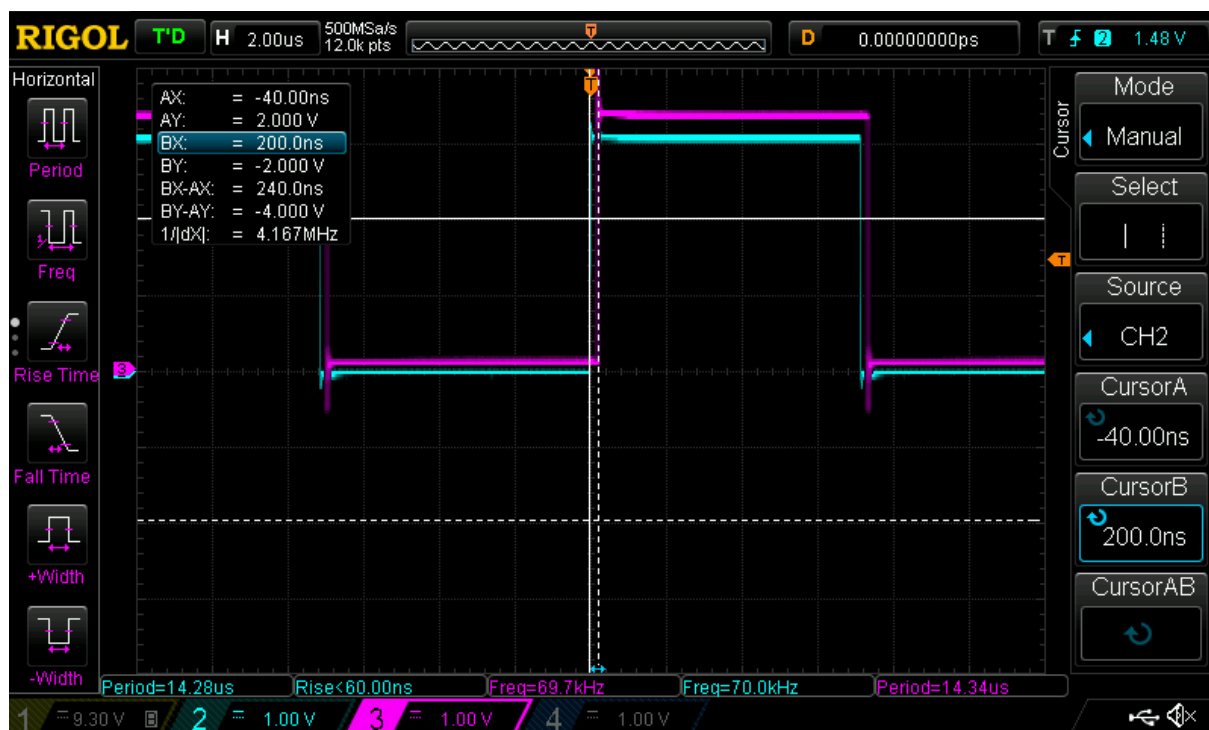 RIGOL T'D H 2.00us 500MSa/s 12.0k pts T D 0.00000000ps T 2 1.48 V
Horizontal
Period
Freq
Rise Time
Fall Time
+Width
-Width
T
AX: = -40.00ns
AY: = 2.000 V
BX: = 200.0ns
BY: = -2.000 V
BX-AX: = 240.0ns
BY-AY: = -4.000 V
1/|dX|: = 4.167MHz
3
T
Cursor
Mode
Manual
Select
Source
CH2
CursorA
-40.00ns
CursorB
200.0ns
CursorAB
Period=14.28us Rise<60.00ns Freq=69.7kHz Freq=70.0kHz Period=14.34us
1 9.30 V 2 1.00 V 3 1.00 V 4 1.00 V